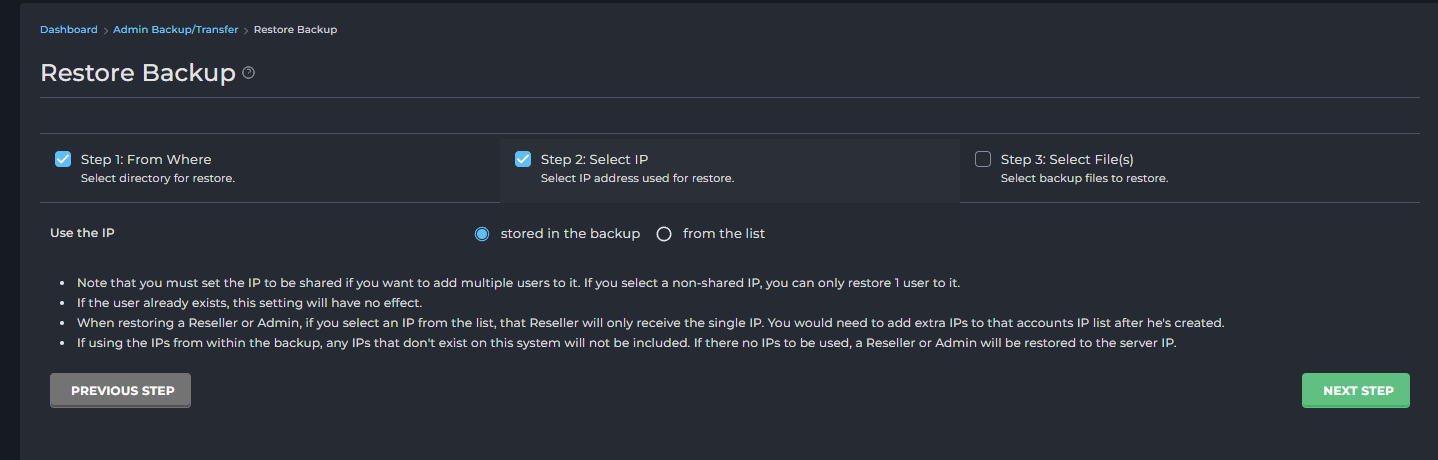 Dashboard > Admin Backup/Transfer > Restore Backup
Restore Backup ?
Step 1: From Where
Select directory for restore.
Step 2: Select IP
Select IP address used for restore.
Step 3: Select File(s)
Select backup files to restore.
Use the IP
stored in the backup
from the list
• Note that you must set the IP to be shared if you want to add multiple users to it. If you select a non-shared IP, you can only restore 1 user to it.
• If the user already exists, this setting will have no effect.
• When restoring a Reseller or Admin, if you select an IP from the list, that Reseller will only receive the single IP. You would need to add extra IPs to that accounts IP list after he's created.
• If using the IPs from within the backup, any IPs that don't exist on this system will not be included. If there no IPs to be used, a Reseller or Admin will be restored to the server IP.
PREVIOUS STEP
NEXT STEP